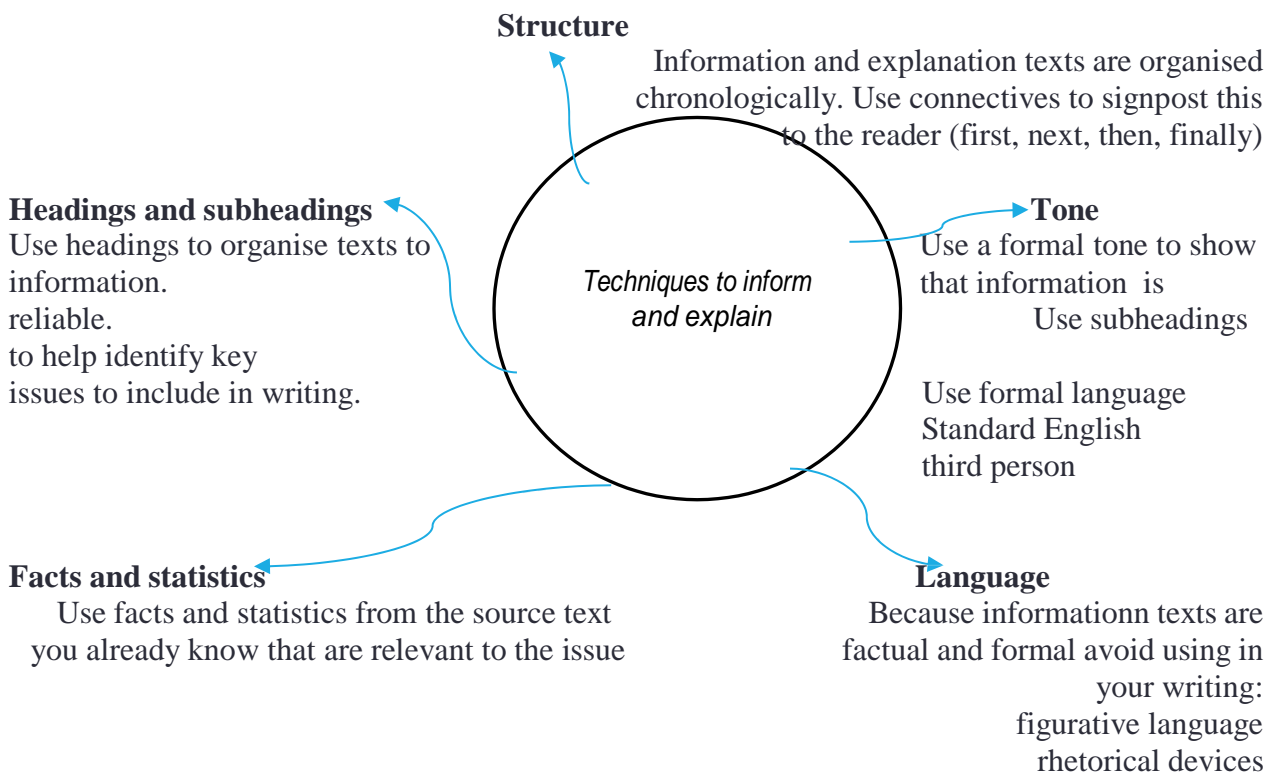 Structure
Information and explanation texts are organised
chronologically. Use connectives to signpost this
to the reader (first, next, then, finally)
Headings and subheadings
Use headings to organise texts to
information.
reliable.
to help identify key
issues to include in writing.
Tone
Use a formal tone to show
that information is
Use subheadings
Use formal language
Standard English
third person
Techniques to inform
and explain
Facts and statistics
Use facts and statistics from the source text
you already know that are relevant to the issue
Language
Because informationn texts are
factual and formal avoid using in
your writing:
figurative language
rhetorical devices